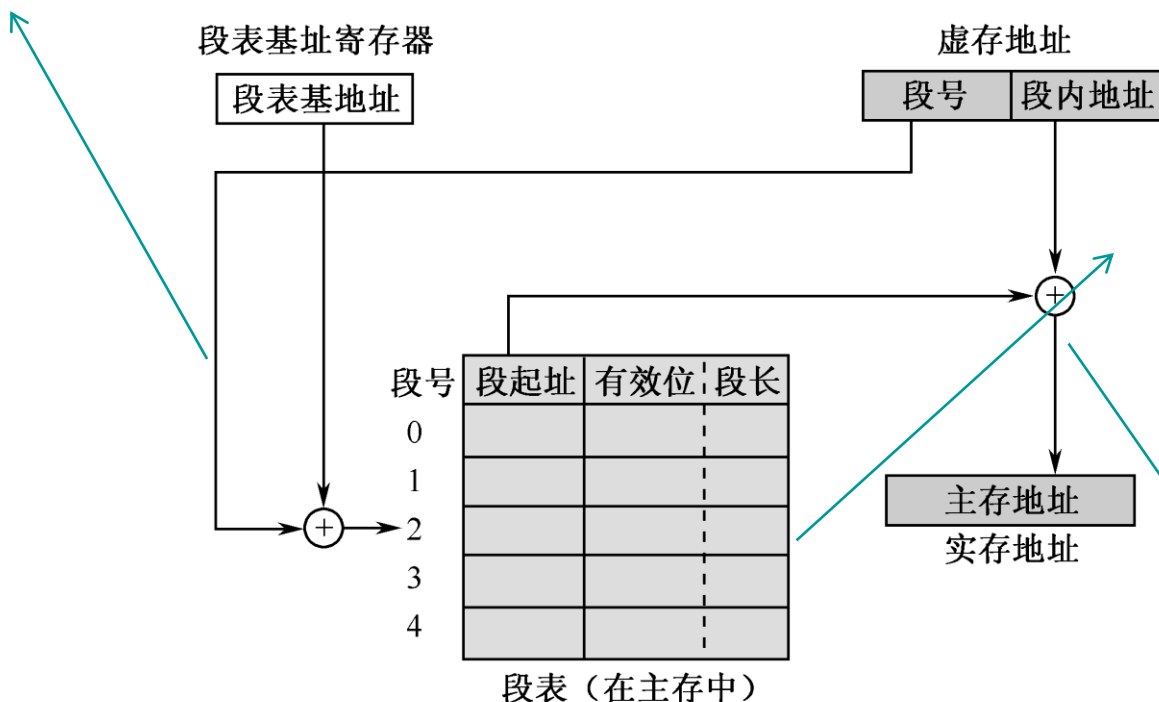 段表基址寄存器
虚存地址
段表基地址
段号 段内地址
段号 段起址 有效位 段长
0
1
2
3
4
主存地址
实存地址
段表（在主存中）
+
+